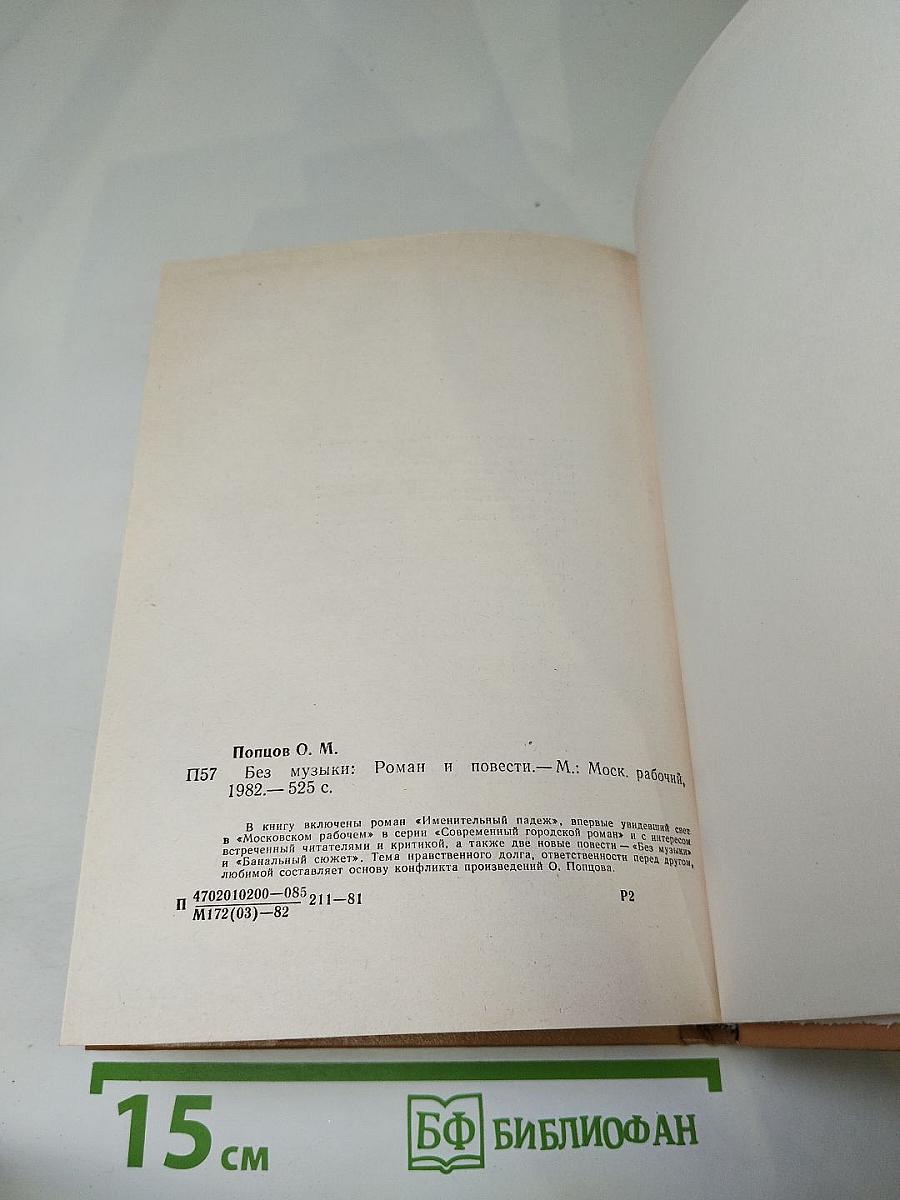 Попцов О. М.
П57 Без музыки: Роман и повести.— М.: Моск. рабочий,
1982.— 525 с.
В книгу включены роман «Именительный падеж», впервые увидевший свет
в «Московском рабочем» в серии «Современный городской роман» и с интересом
встреченный читателями и критикой, а также две новые повести — «Без музыки»
и «Банальный сюжет». Тема нравственного долга, ответственности перед другом,
любимой составляет основу конфликта произведений О. Попцова.
П 4702010200—085 211—81 Р2
М172(03)—82
15 см
БФ БИБЛИОФАН